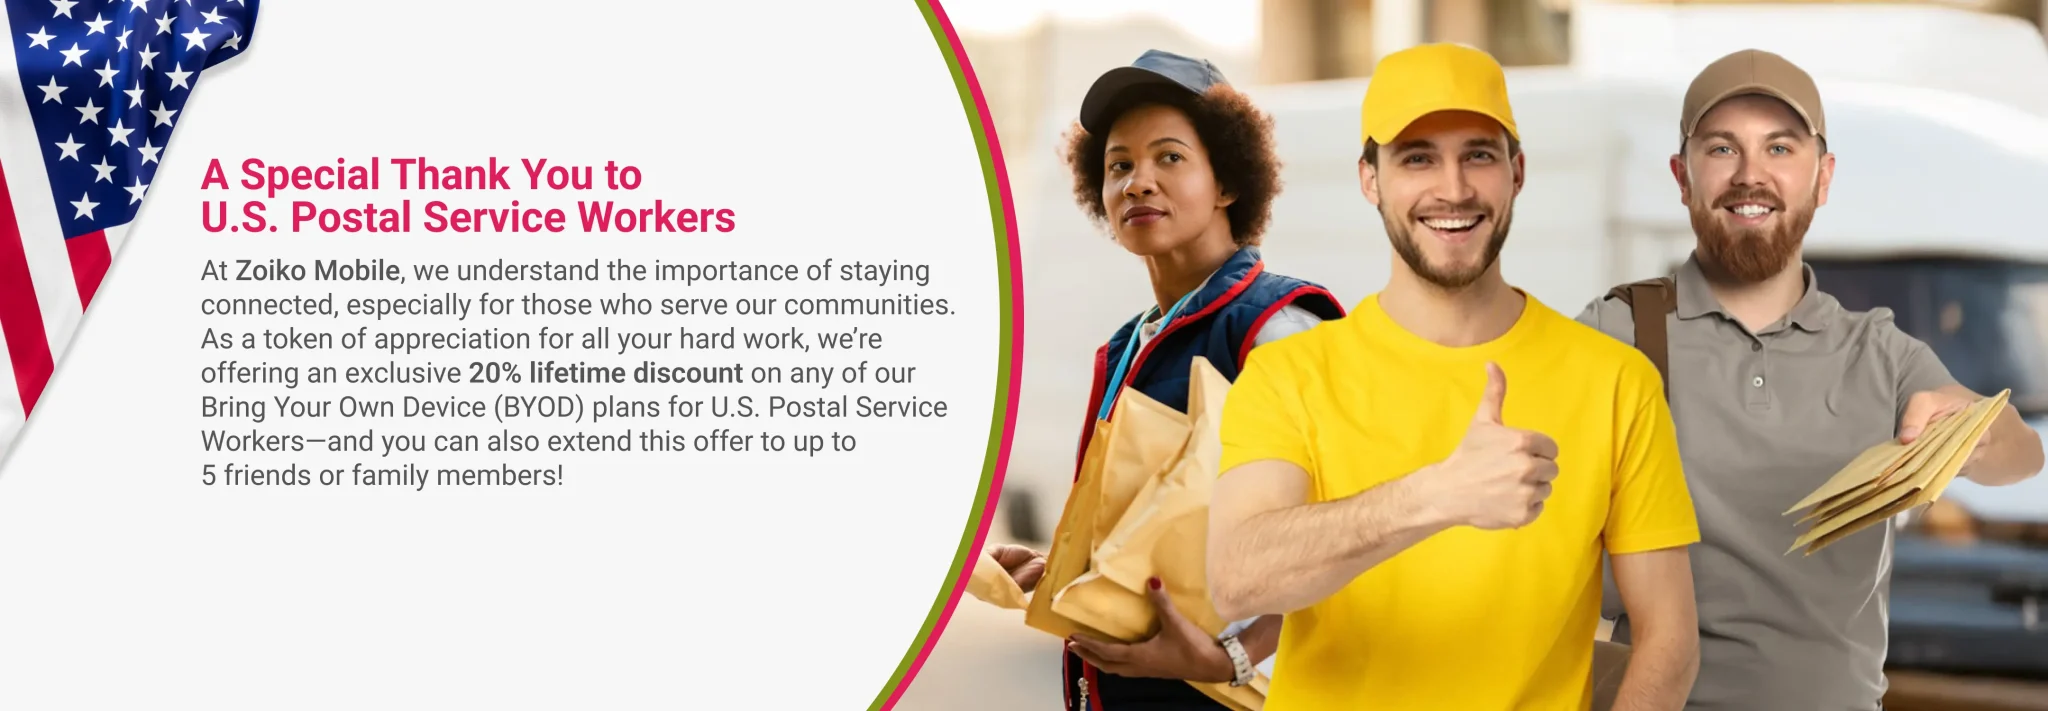 A Special Thank You to
U.S. Postal Service Workers
At Zoiko Mobile, we understand the importance of staying
connected, especially for those who serve our communities.
As a token of appreciation for all your hard work, we’re
offering an exclusive 20% lifetime discount on any of our
Bring Your Own Device (BYOD) plans for U.S. Postal Service
Workers—and you can also extend this offer to up to
5 friends or family members!